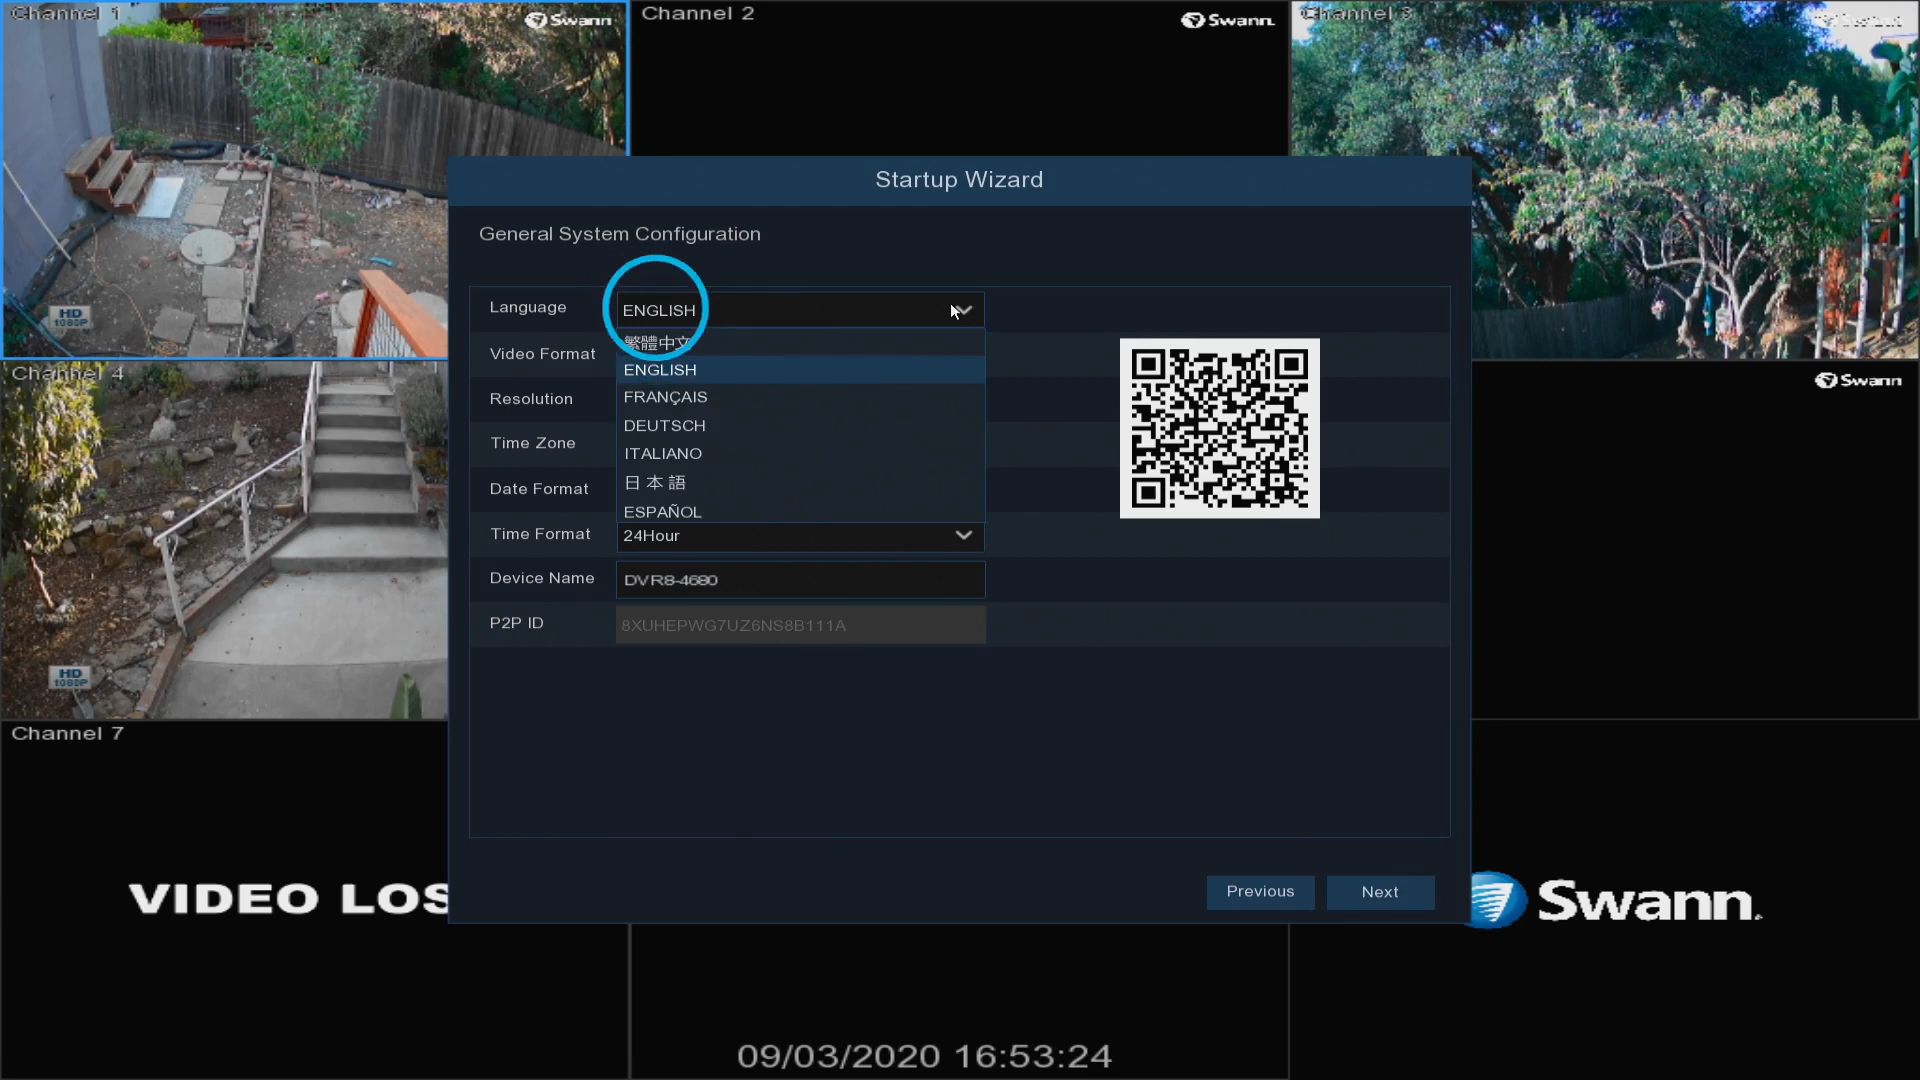 Channel 1
Swann
Channel 2
Swann
Channel 3
Startup Wizard
General System Configuration
Language
ENGLISH
繁體中文
Video Format
ENGLISH
Resolution
FRANÇAIS
DEUTSCH
Time Zone
ITALIANO
Date Format
日本語
ESPAÑOL
Time Format
24Hour
Device Name
DVR8-4680
P2P ID
8XUHEPWG7UZ6NS8B111A
Previous
Next
HD
1080P
Channel 4
Swann
HD
1080P
Channel 7
VIDEO LOS
Swann.
09/03/2020 16:53:24